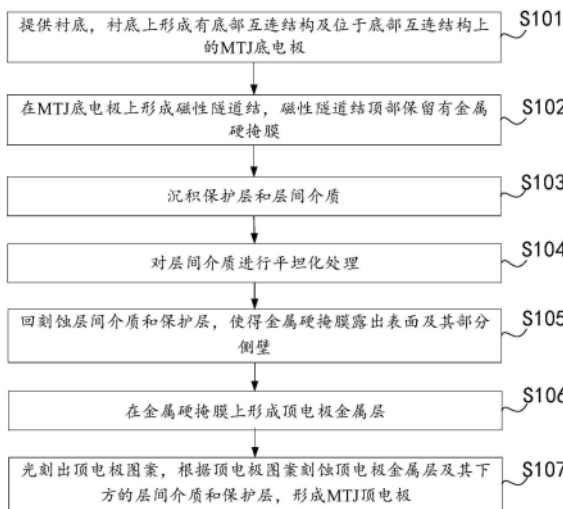 S101
提供衬底，衬底上形成有底部互连结构及位于底部互连结构上
的MTJ底电极
S102
在MTJ底电极上形成磁性隧道结，磁性隧道结顶部保留有金属
硬掩膜
S103
沉积保护层和层间介质
S104
对层间介质进行平坦化处理
S105
回刻蚀层间介质和保护层，使得金属硬掩膜露出表面及其部分
侧壁
S106
在金属硬掩膜上形成顶电极金属层
S107
光刻出顶电极图案，根据顶电极图案刻蚀顶电极金属层及其下
方的层间介质和保护层，形成MTJ顶电极